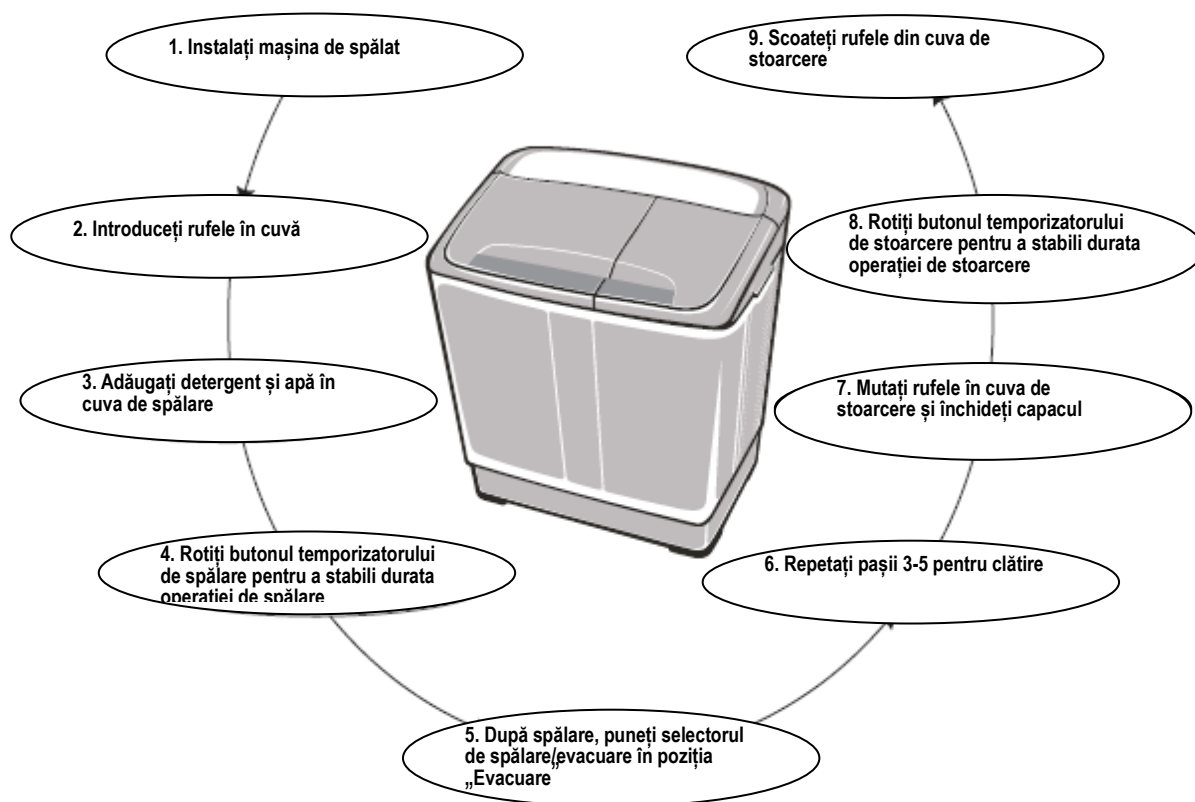 1. Instalați mașina de spălat
2. Introduceți rufele în cuvă
3. Adăugați detergent și apă în
cuva de spălare
4. Rotiți butonul temporizatorului
de spălare pentru a stabili durata
operației de spălare
5. După spălare, puneți selectorul
de spălare/evacuare în poziția
„Evacuare”
6. Repetați pașii 3-5 pentru clătire
7. Mutați rufele în cuva de
stoarcere și închideți capacul
8. Rotiți butonul temporizatorului
de stoarcere pentru a stabili durata
operației de stoarcere
9. Scoateți rufele din cuva de
stoarcere